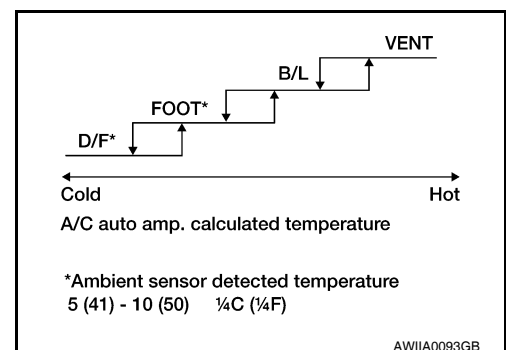 VENT
B/L
FOOT*
D/F*
Cold Hot
A/C auto amp. calculated temperature
*Ambient sensor detected temperature
5 (41) - 10 (50) ¼C (¼F)
AWIIA0093GB